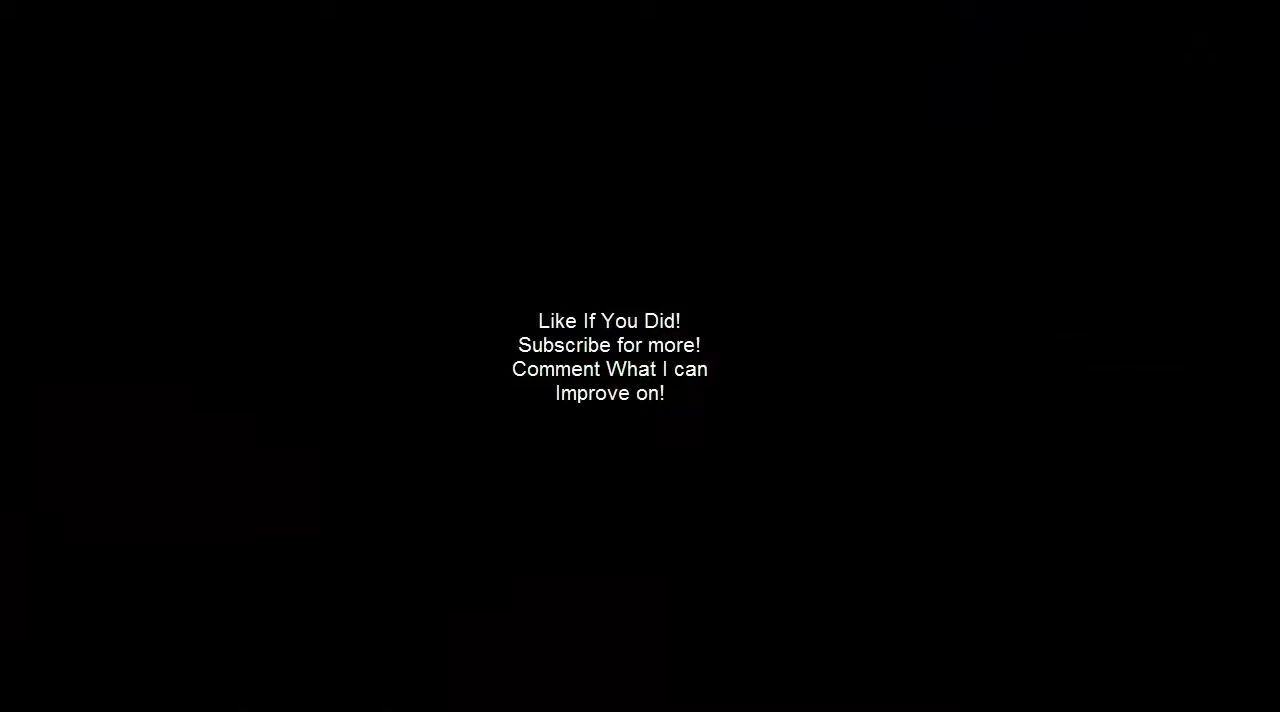 Like If You Did!
Subscribe for more!
Comment What I can
Improve on!